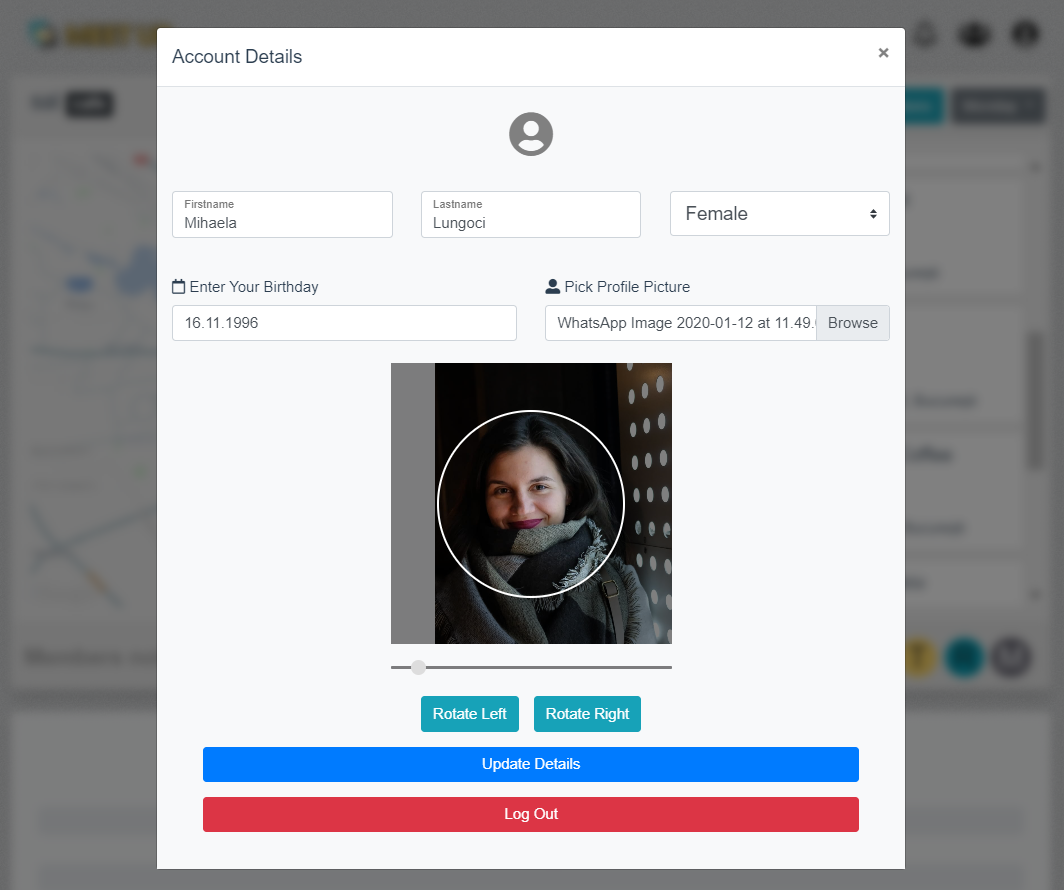 Account Details
×
Firstname
Mihaela
Lastname
Lungoci
Female
Enter Your Birthday
Pick Profile Picture
16.11.1996
WhatsApp Image 2020-01-12 at 11.49.
Browse
Rotate Left
Rotate Right
Update Details
Log Out